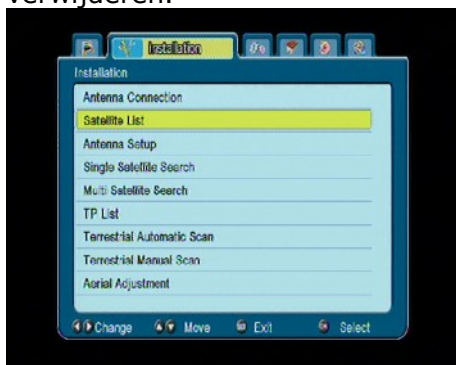 verwijderen.
Installation
Installation
Antenna Connection
Satellite List
Antenna Setup
Single Satellite Search
Multi Satellite Search
TP List
Terrestrial Automatic Scan
Terrestrial Manual Scan
Aerial Adjustment
Change Move Exit Select